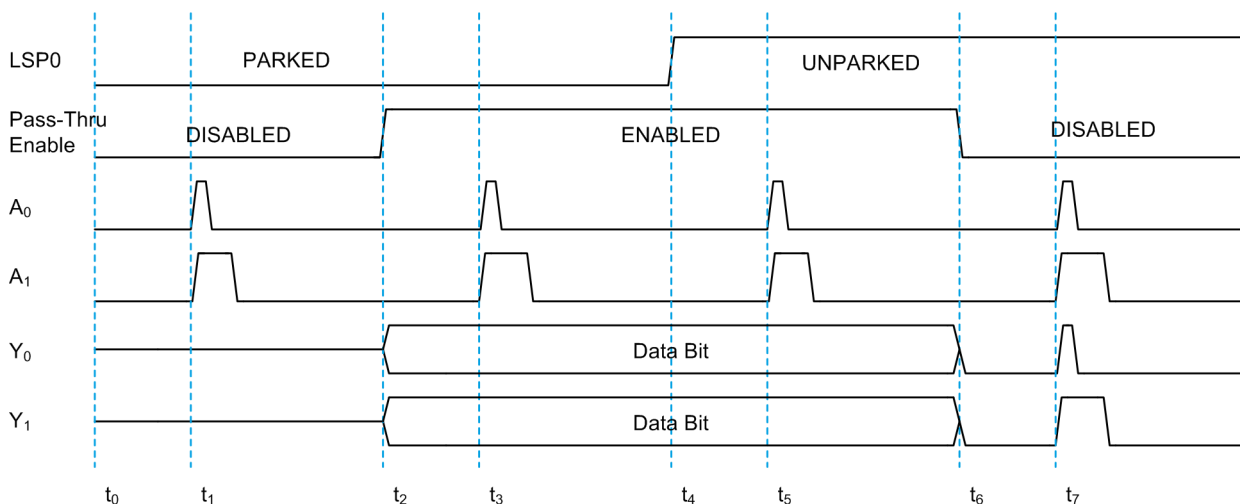 LSP0
PARKED
UNPARKED
Pass-Thru
Enable
DISABLED
ENABLED
DISABLED
A0
A1
Y0
Data Bit
Y1
Data Bit
t0 t1 t2 t3 t4 t5 t6 t7